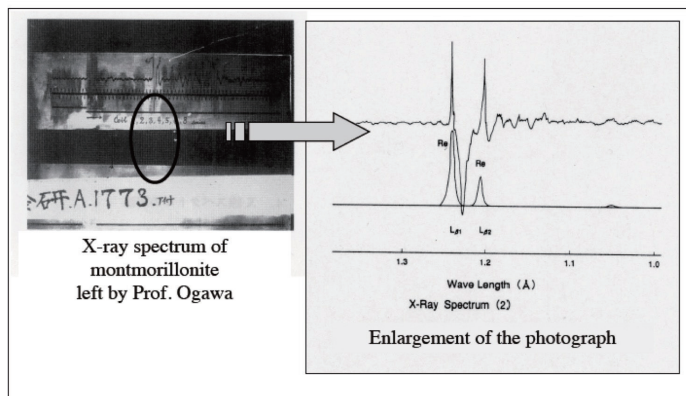 研.A.1773.
X-ray spectrum of
montmorillonite
left by Prof. Ogawa
Re
Re
Lβ1 Lβ2
1.3 1.2 1.1 1.0
Wave Length (Å)
X-Ray Spectrum (2)
Enlargement of the photograph